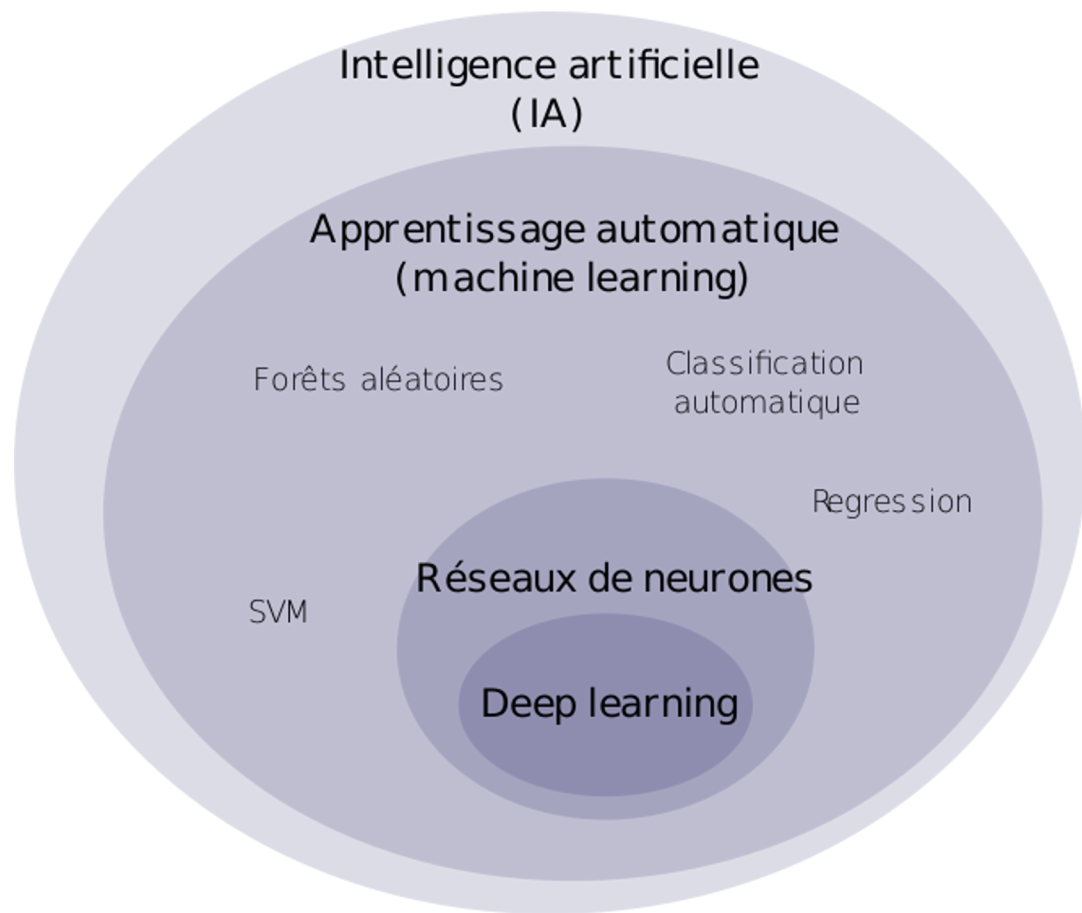 Intelligence artificielle
(IA)
Apprentissage automatique
(machine learning)
Forêts aléatoires
Classification
automatique
Regression
Réseaux de neurones
SVM
Deep learning